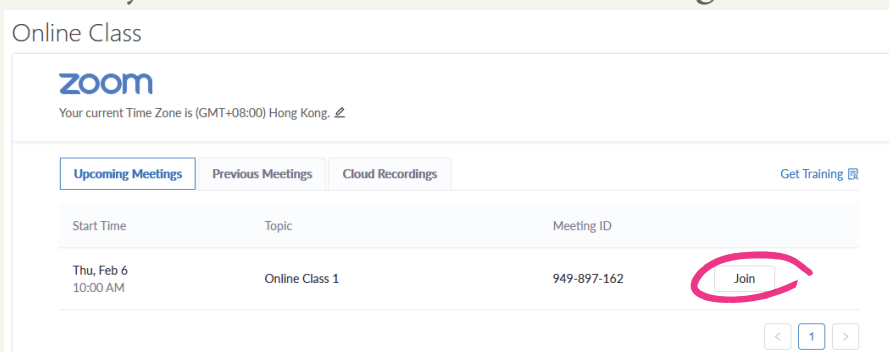 Online Class
zoom
Your current Time Zone is (GMT+08:00) Hong Kong.
Upcoming Meetings Previous Meetings Cloud Recordings Get Training
Start Time Topic Meeting ID
Thu, Feb 6
10:00 AM
Online Class 1 949-897-162 Join
< 1 >